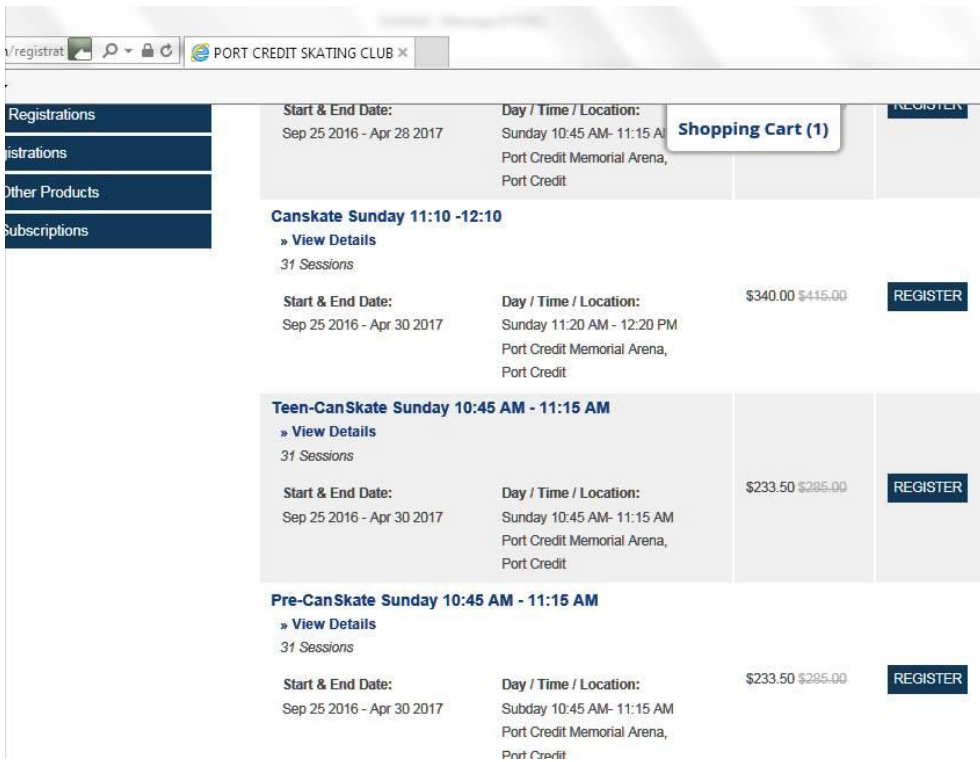 /registrat
PORT CREDIT SKATING CLUB ×
Registrations
istrations
Other Products
Subscriptions
Start & End Date:
Sep 25 2016 - Apr 28 2017
Day / Time / Location:
Sunday 10:45 AM- 11:15 A
Port Credit Memorial Arena,
Port Credit
Shopping Cart (1)
REGISTER
Canskate Sunday 11:10 -12:10
» View Details
31 Sessions
Start & End Date:
Sep 25 2016 - Apr 30 2017
Day / Time / Location:
Sunday 11:20 AM - 12:20 PM
Port Credit Memorial Arena,
Port Credit
$340.00 $415.00
REGISTER
Teen-CanSkate Sunday 10:45 AM - 11:15 AM
» View Details
31 Sessions
Start & End Date:
Sep 25 2016 - Apr 30 2017
Day / Time / Location:
Sunday 10:45 AM- 11:15 AM
Port Credit Memorial Arena,
Port Credit
$233.50 $285.00
REGISTER
Pre-CanSkate Sunday 10:45 AM - 11:15 AM
» View Details
31 Sessions
Start & End Date:
Sep 25 2016 - Apr 30 2017
Day / Time / Location:
Subday 10:45 AM- 11:15 AM
Port Credit Memorial Arena,
Port Credit
$233.50 $285.00
REGISTER